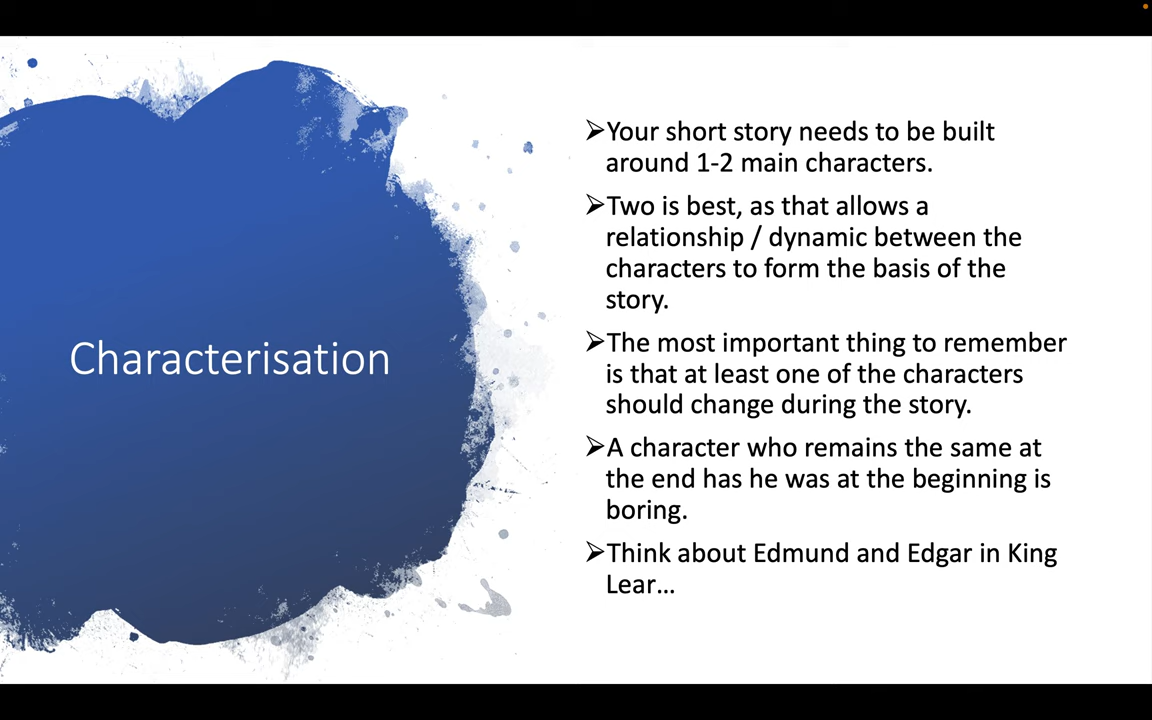 Characterisation
➢Your short story needs to be built
around 1-2 main characters.
➢Two is best, as that allows a
relationship / dynamic between the
characters to form the basis of the
story.
➢The most important thing to remember
is that at least one of the characters
should change during the story.
➢A character who remains the same at
the end has he was at the beginning is
boring.
➢Think about Edmund and Edgar in King
Lear...